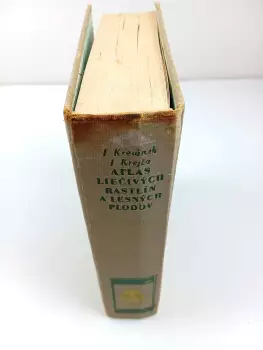 J. Kresánek
J. Krejča
ATLAS
LIEČIVÝCH
RASTLÍN
A LESNÝCH
PLODOV